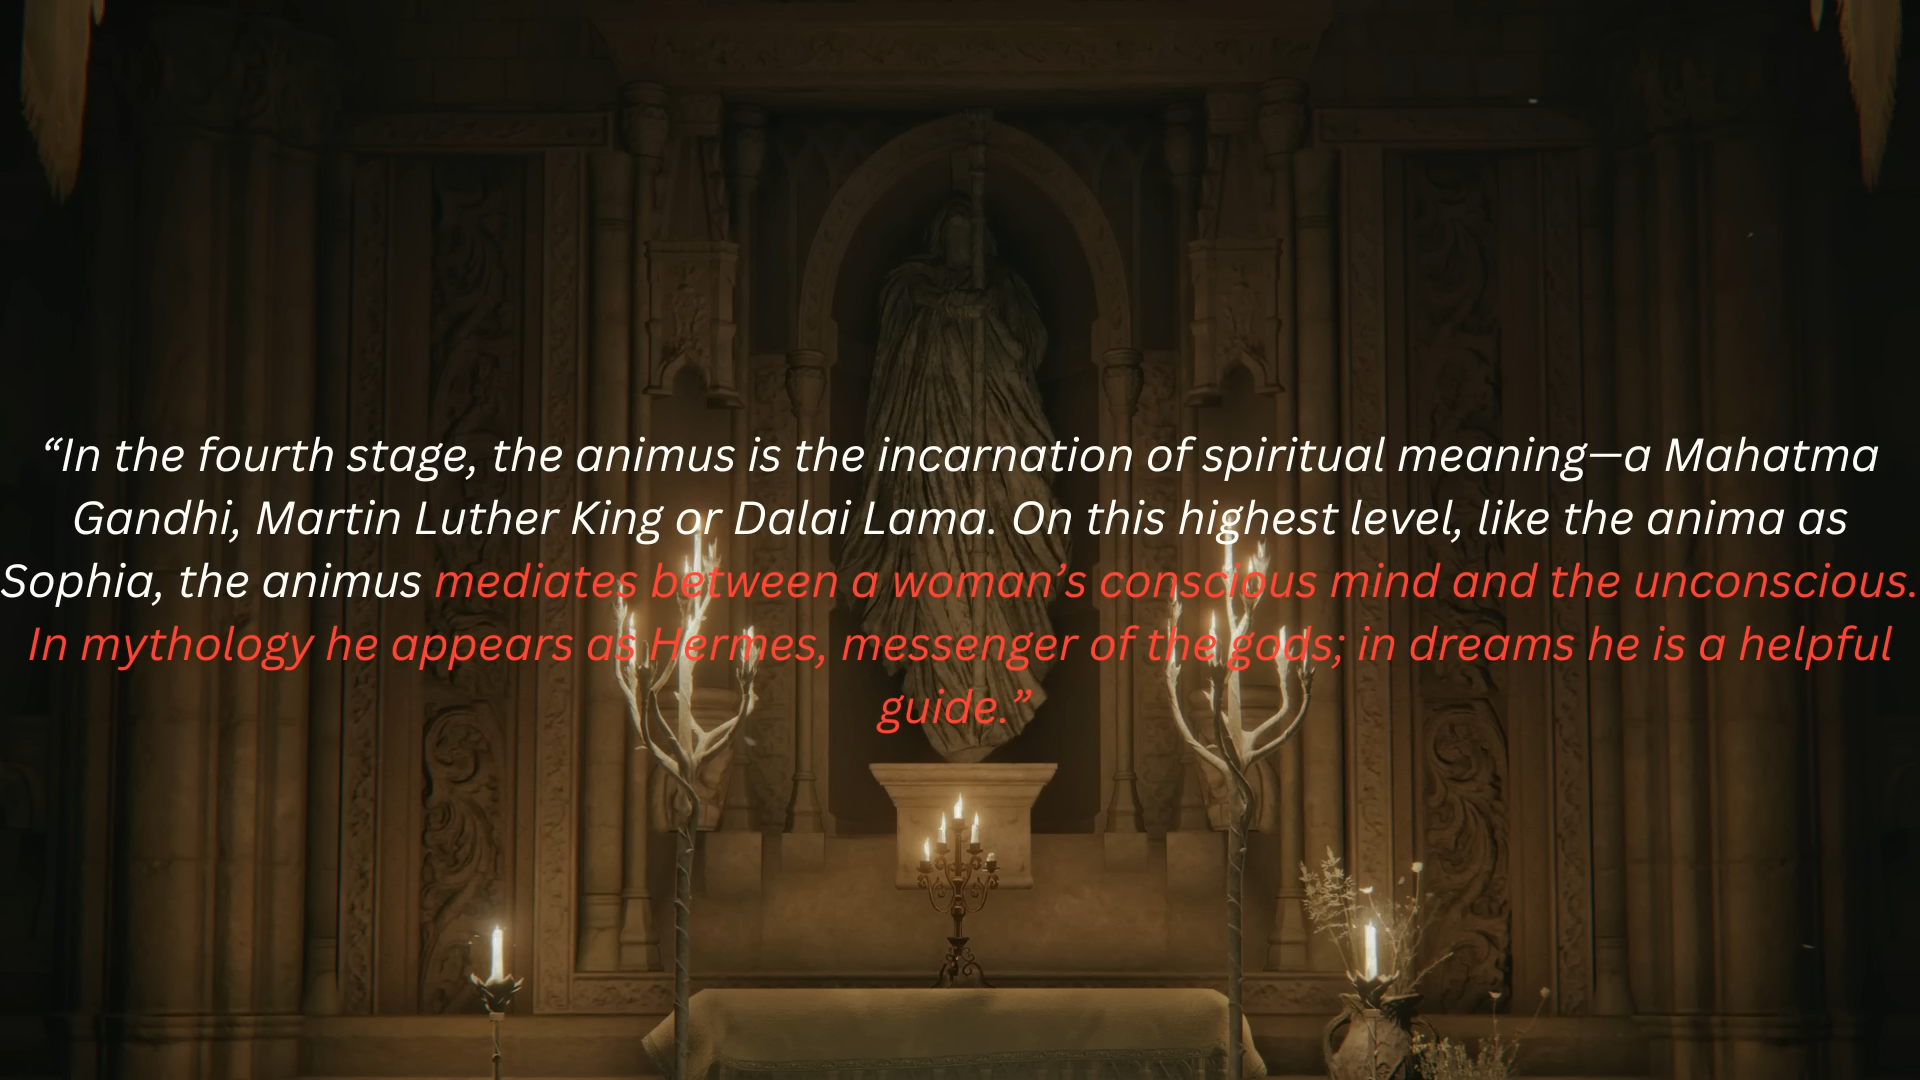 “In the fourth stage, the animus is the incarnation of spiritual meaning—a Mahatma
Gandhi, Martin Luther King or Dalai Lama. On this highest level, like the anima as
Sophia, the animus mediates between a woman’s conscious mind and the unconscious.
In mythology he appears as Hermes, messenger of the gods; in dreams he is a helpful
guide.”